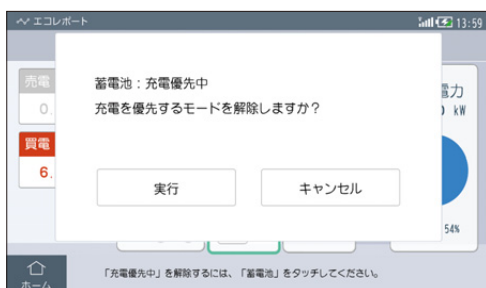 エコレポート
13:59
売電
0.
買電
6.
電力
kW
54%
蓄電池：充電優先中
充電を優先するモードを解除しますか？
実行
キャンセル
ホーム
「充電優先中」を解除するには、「蓄電池」をタッチしてください。